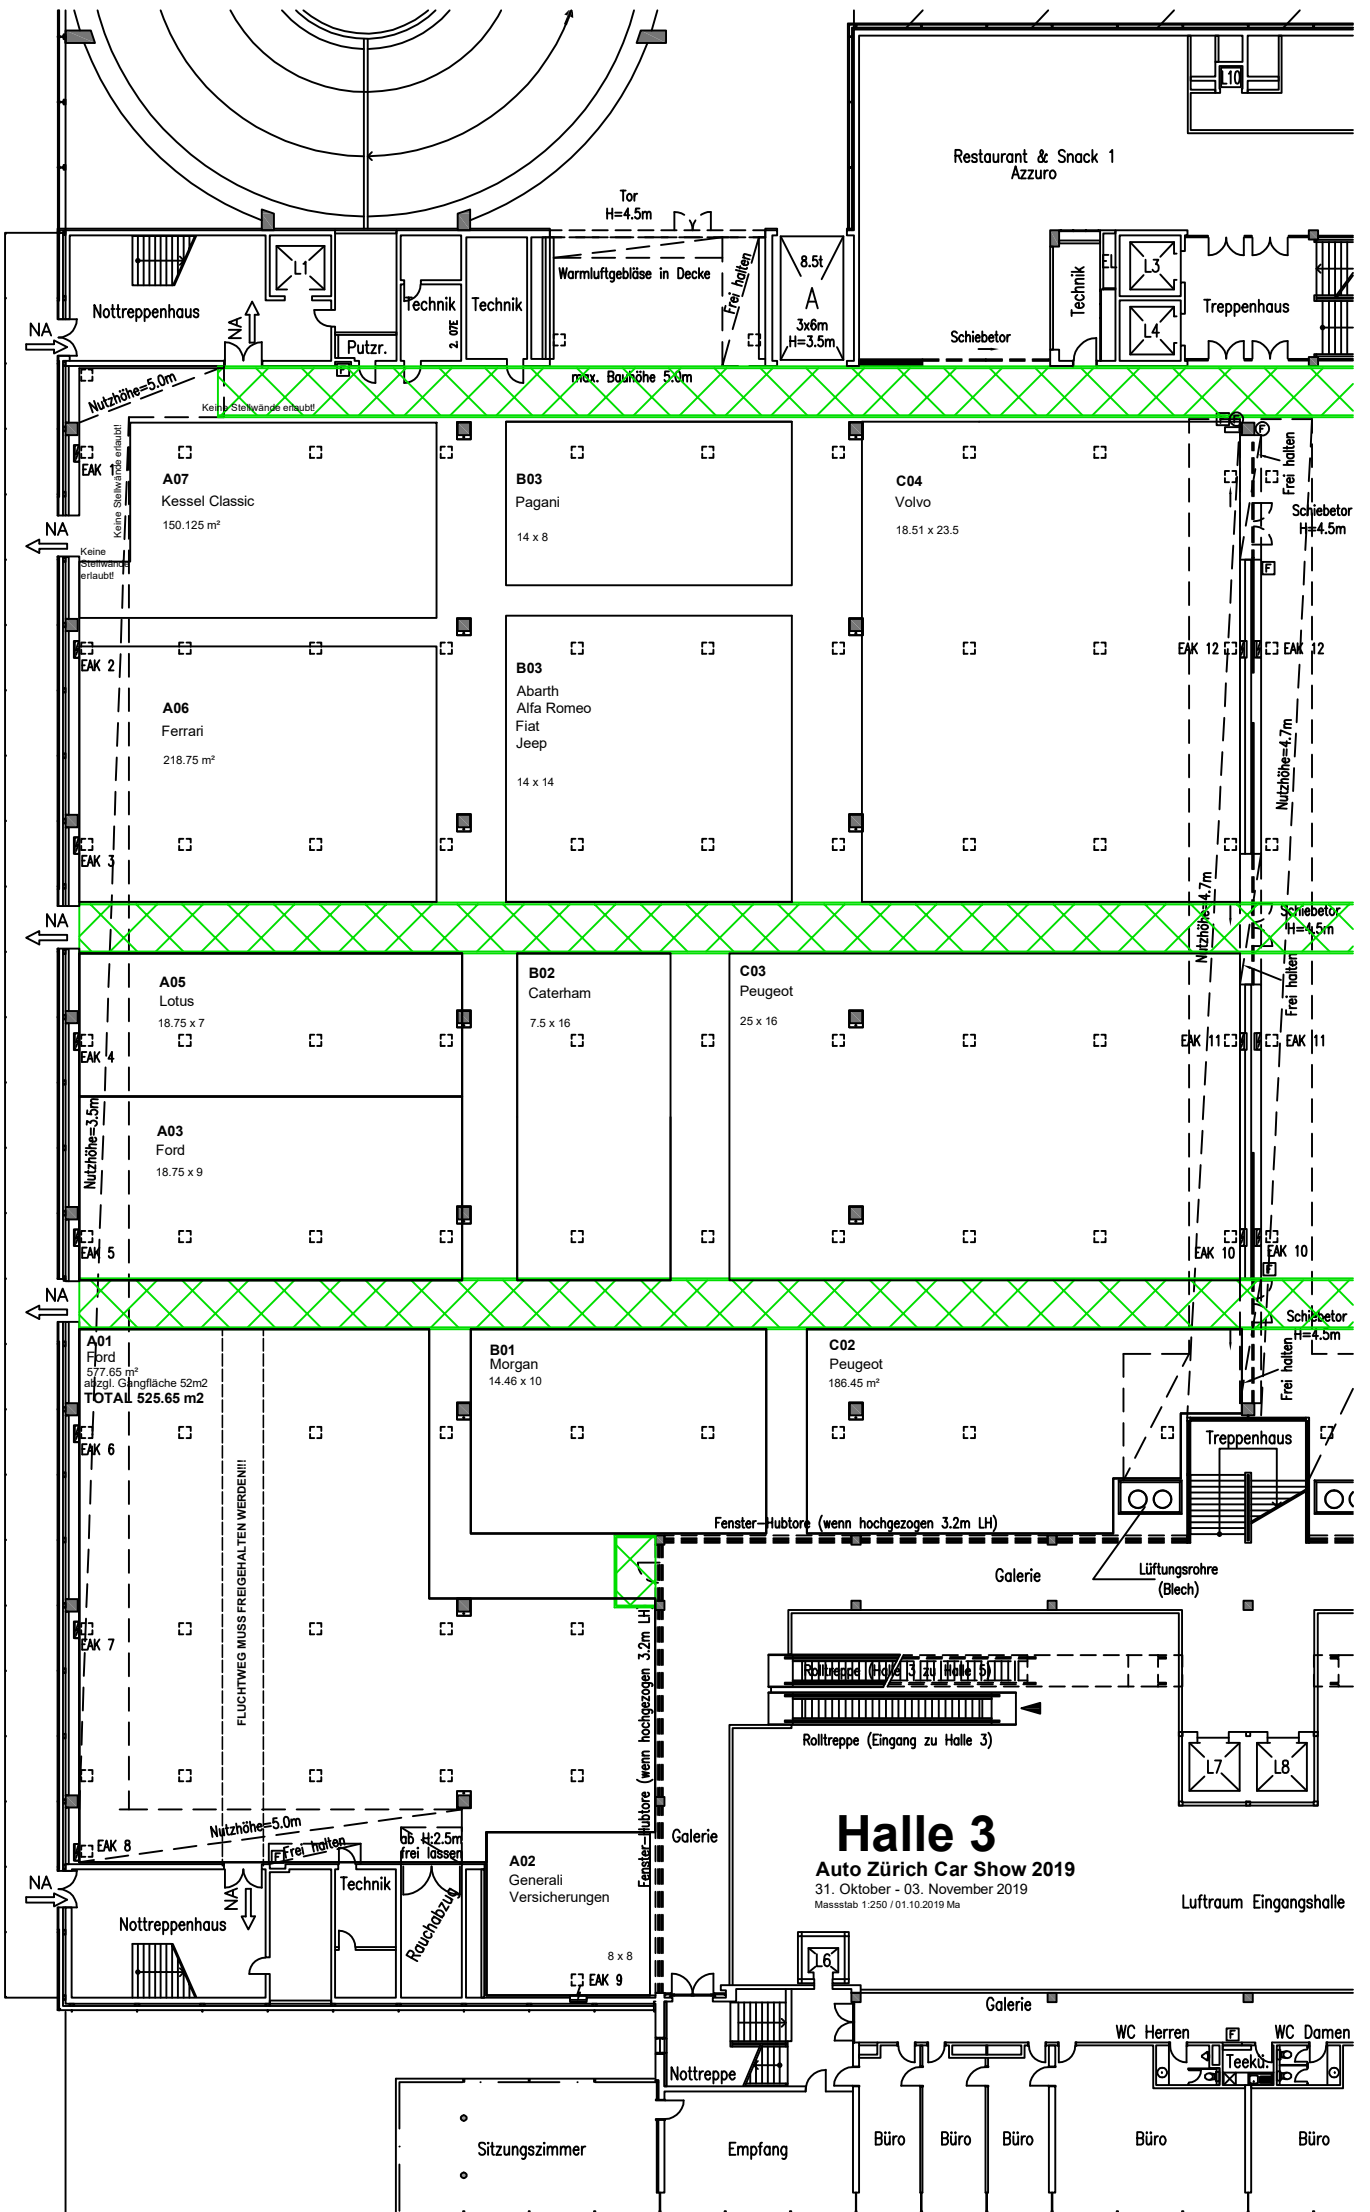 L10
Restaurant & Snack 1
Azzuro
Tor
H=4.5m
Warmluftgebläse in Decke
Frei halten
8.5t
A
3x6m
H=3.5m
L1
Nottreppenhaus
NA
NA
Putzr.
Technik
2. 07E
Technik
F
max. Bauhöhe 5.0m
Schiebetor
Technik
EL
L3
L4
Treppenhaus
Nutzhöhe=5.0m
Keine Stellwände erlaubt!
Keine Stellwände erlaubt!
Keine
Stellwände
erlaubt!
EAK 1
NA
A07
Kessel Classic
150.125 m²
B03
Pagani
14 x 8
C04
Volvo
18.51 x 23.5
F
F
Frei halten
Schiebetor
H=4.5m
F
EAK 2
A06
Ferrari
218.75 m²
B03
Abarth
Alfa Romeo
Fiat
Jeep
14 x 14
EAK 12
EAK 12
Nutzhöhe=4.7m
Nutzhöhe=4.7m
EAK 3
NA
Schiebetor
H=4.5m
Frei halten
A05
Lotus
18.75 x 7
B02
Caterham
7.5 x 16
C03
Peugeot
25 x 16
EAK 4
EAK 11
EAK 11
Nutzhöhe=3.5m
A03
Ford
18.75 x 9
EAK 5
EAK 10
EAK 10
F
NA
Schiebetor
H=4.5m
Frei halten
A01
Ford
577.65 m²
abzgl. Gangfläche 52m2
TOTAL 525.65 m2
B01
Morgan
14.46 x 10
C02
Peugeot
186.45 m²
EAK 6
FLUCHTWEG MUSS FREIGEHALTEN WERDEN!!!
Treppenhaus
Fenster-Hubtore (wenn hochgezogen 3.2m LH)
Galerie
Lüftungsrohre
(Blech)
EAK 7
Fenster-Hubtore (wenn hochgezogen 3.2m LH)
Rolltreppe (Halle 3 zu Halle 5)
Rolltreppe (Eingang zu Halle 3)
L7
L8
Nutzhöhe=5.0m
EAK 8
F
Frei halten
ab H:2.5m
frei lassen
Galerie
Halle 3
Auto Zürich Car Show 2019
31. Oktober - 03. November 2019
Massstab 1:250 / 01.10.2019 Ma
Luftraum Eingangshalle
A02
Generali
Versicherungen
8 x 8
EAK 9
NA
NA
Nottreppenhaus
Technik
Rauchabzug
L6
Galerie
WC Herren
F
WC Damen
Teekü.
Nottreppe
Sitzungszimmer
Empfang
Büro
Büro
Büro
Büro
Büro